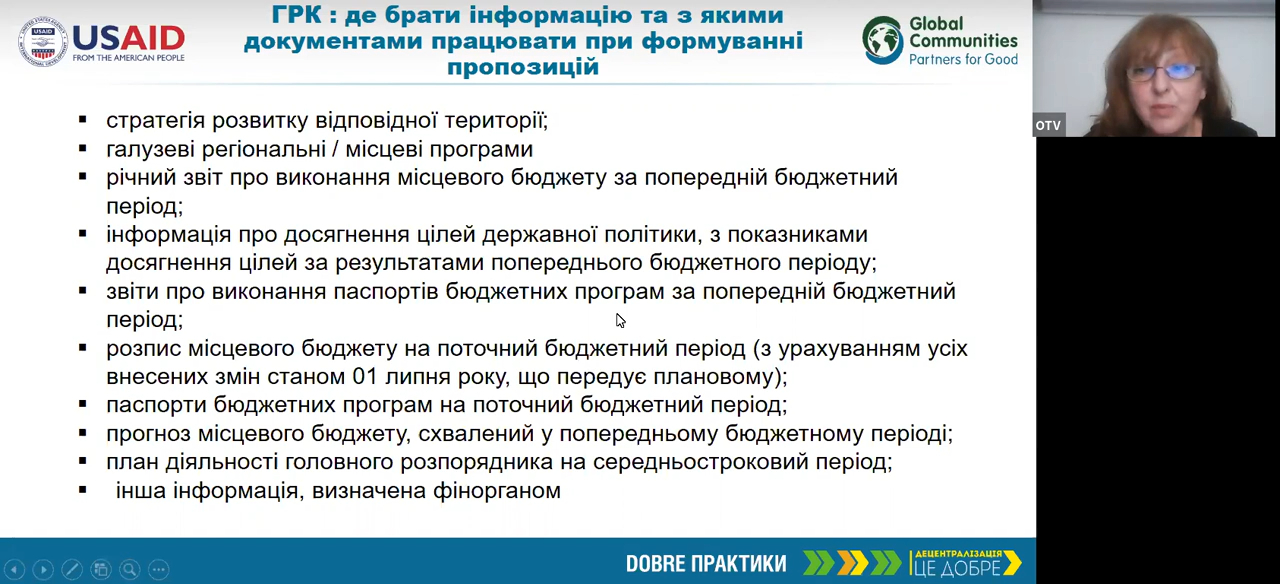 USAID
USAID
FROM THE AMERICAN PEOPLE
ГРК : де брати інформацію та з якими
документами працювати при формуванні
пропозицій
Global
Communities
Partners for Good
OTV
▪ стратегія розвитку відповідної території;
▪ галузеві регіональні / місцеві програми
▪ річний звіт про виконання місцевого бюджету за попередній бюджетний
період;
▪ інформація про досягнення цілей державної політики, з показниками
досягнення цілей за результатами попереднього бюджетного періоду;
▪ звіти про виконання паспортів бюджетних програм за попередній бюджетний
період;
▪ розпис місцевого бюджету на поточний бюджетний період (з урахуванням усіх
внесених змін станом 01 липня року, що передує плановому);
▪ паспорти бюджетних програм на поточний бюджетний період;
▪ прогноз місцевого бюджету, схвалений у попередньому бюджетному періоді;
▪ план діяльності головного розпорядника на середньостроковий період;
▪ інша інформація, визначена фінорганом
DOBRE ПРАКТИКИ
ДЕЦЕНТРАЛІЗАЦІЯ
ЦЕ ДОБРЕ